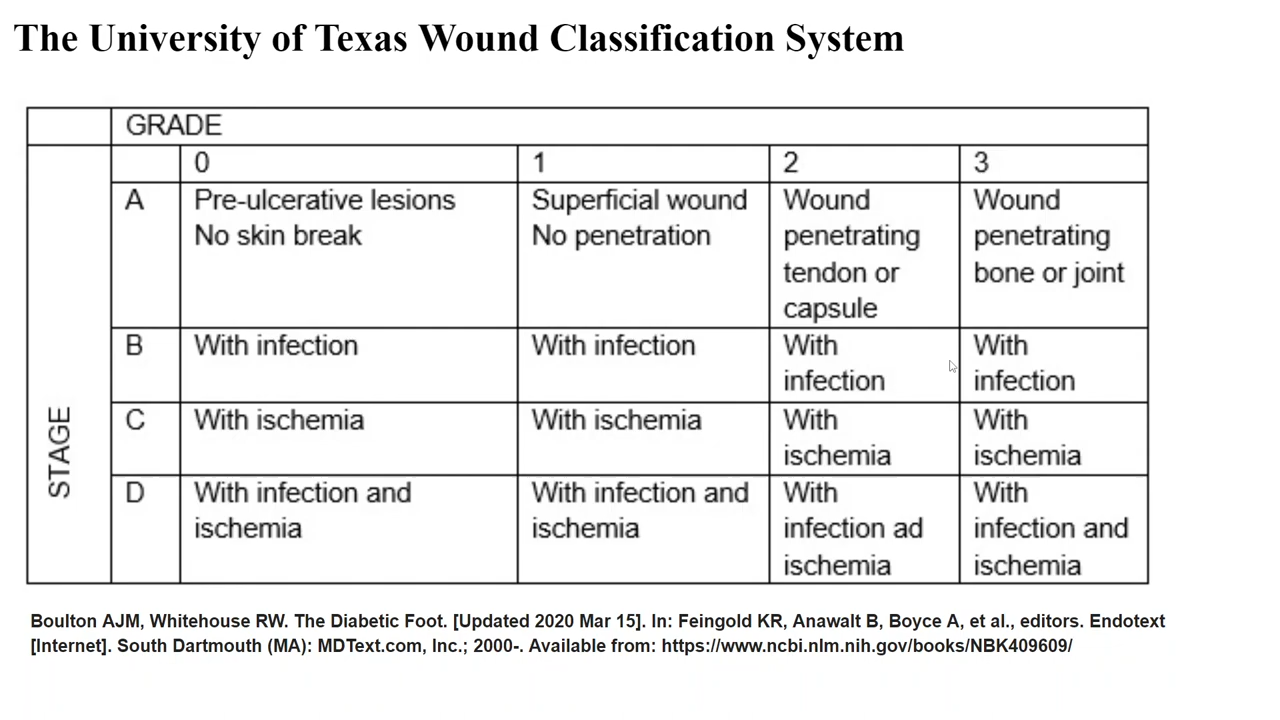 The University of Texas Wound Classification System
GRADE
0 1 2 3
A Pre-ulcerative lesions Superficial wound Wound Wound
No skin break No penetration penetrating penetrating
tendon or bone or joint
capsule
B With infection With infection With With
infection infection
STAGE
C With ischemia With ischemia With With
ischemia ischemia
D With infection and With infection and With With
ischemia ischemia infection ad infection and
ischemia ischemia
Boulton AJM, Whitehouse RW. The Diabetic Foot. [Updated 2020 Mar 15]. In: Feingold KR, Anawalt B, Boyce A, et al., editors. Endotext
[Internet]. South Dartmouth (MA): MDText.com, Inc.; 2000-. Available from: https://www.ncbi.nlm.nih.gov/books/NBK409609/